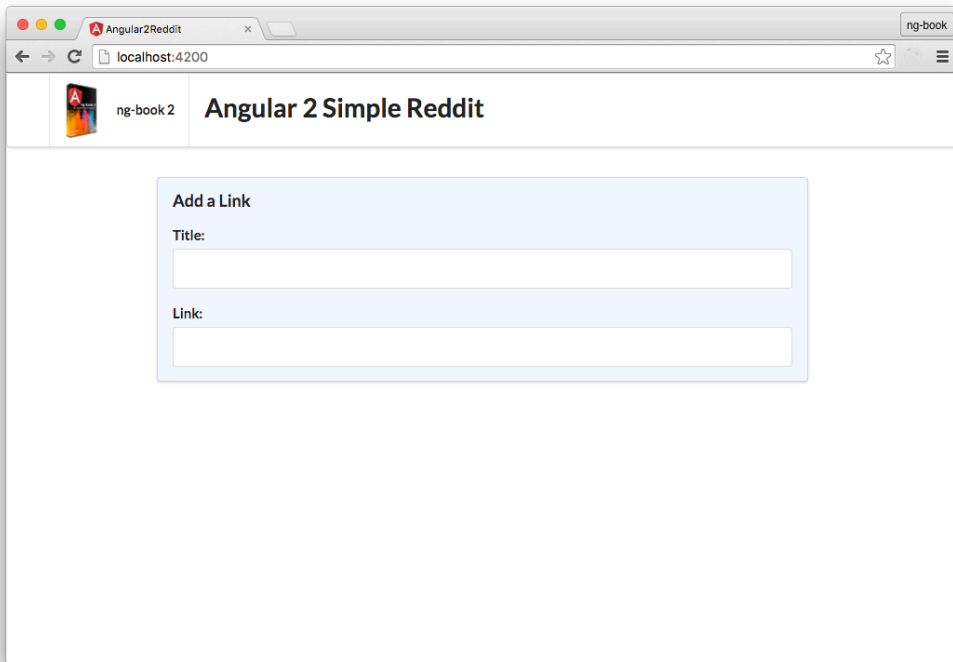 Angular2Reddit
ng-book
localhost:4200
ng-book 2
Angular 2 Simple Reddit
Add a Link
Title:
Link: